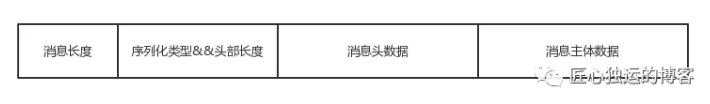 消息长度
序列化类型&&头部长度
消息头数据
消息主体数据
匠心独运的博客